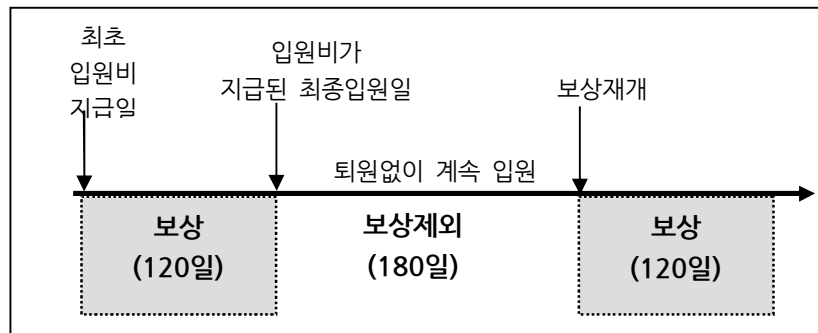 최초
입원비
지급일
입원비가
지급된 최종입원일
보상재개
퇴원없이 계속 입원
보상
(120일)
보상제외
(180일)
보상
(120일)